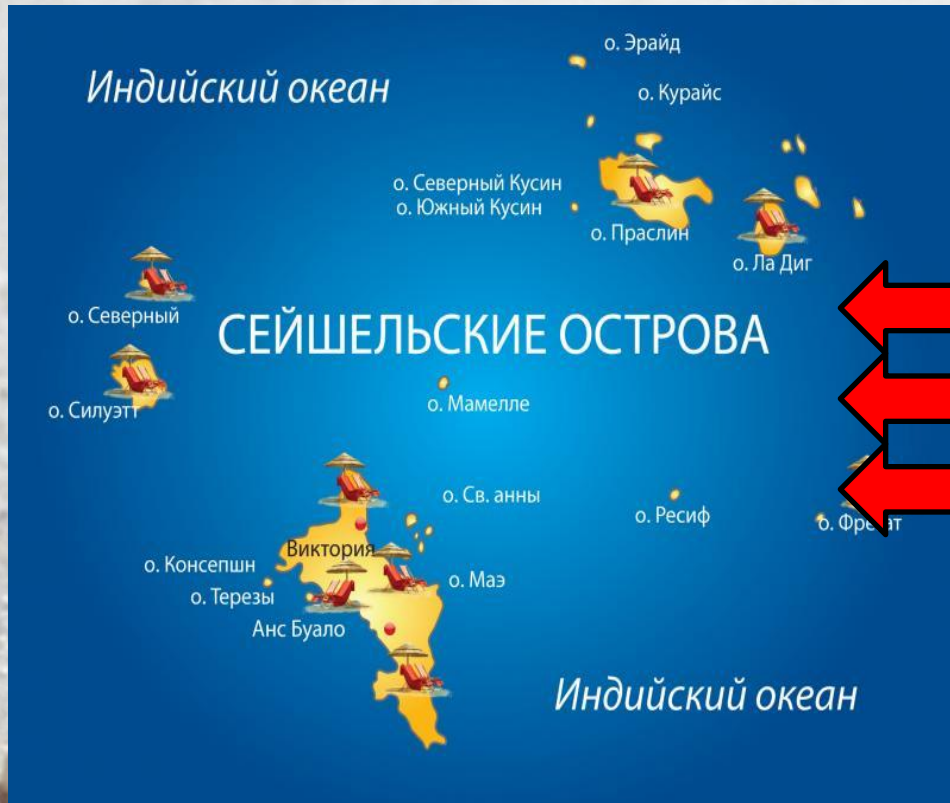 о. Эрайд
Индийский океан
о. Курайс
о. Северный Кусин
о. Южный Кусин
о. Праслин
о. Ла Диг
о. Северный
СЕЙШЕЛЬСКИЕ ОСТРОВА
о. Силуэтт
о. Мамелле
о. Св. анны
о. Ресиф
Виктория
о. Консепшн
о. Маэ
о. Терезы
Анс Буало
Индийский океан